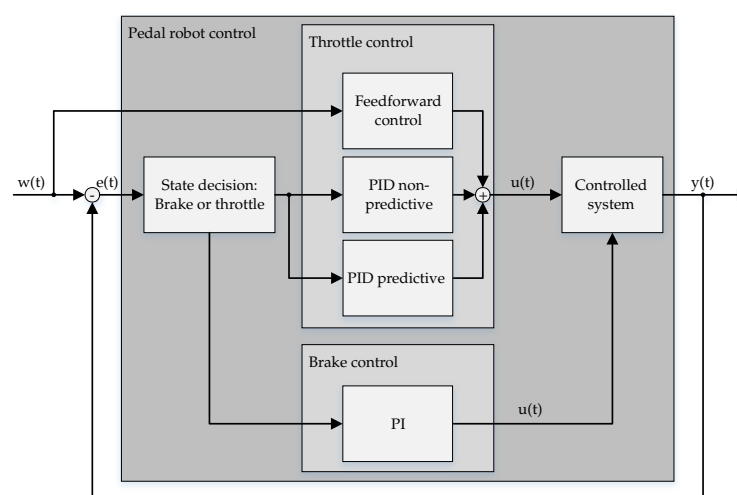 Pedal robot control
Throttle control
Feedforward
control
w(t)
-
e(t)
State decision:
Brake or throttle
PID non-
predictive
+
u(t)
Controlled
system
y(t)
PID predictive
Brake control
PI
u(t)